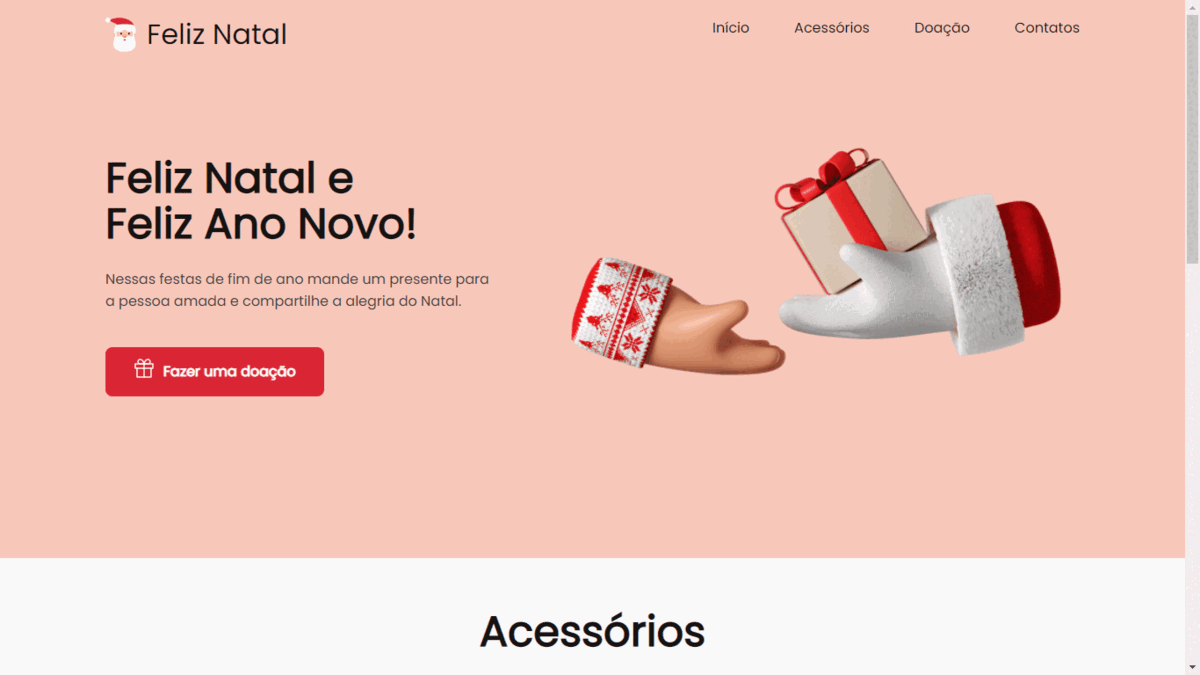 Feliz Natal
Início
Acessórios
Doação
Contatos
Feliz Natal e
Feliz Ano Novo!
Nessas festas de fim de ano mande um presente para
a pessoa amada e compartilhe a alegria do Natal.
Fazer uma doação
Acessórios